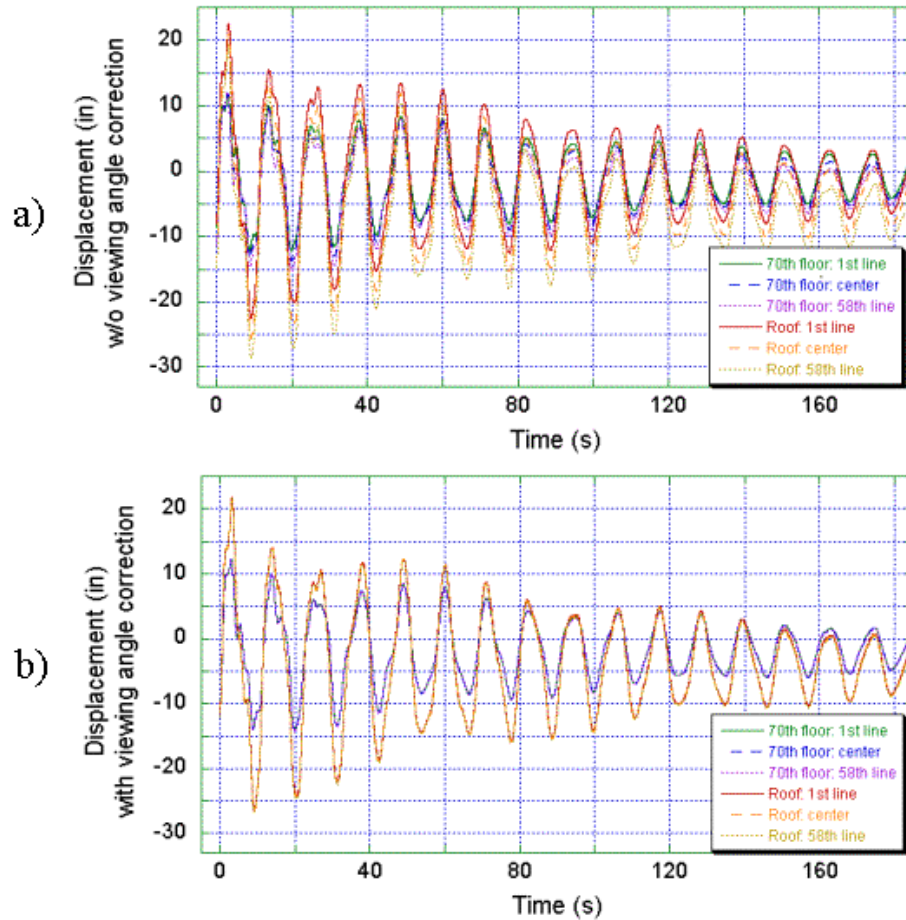 a)
Displacement (in)
w/o viewing angle correction
20
10
0
-10
-20
-30
70th floor: 1st line
70th floor: center
70th floor: 58th line
Roof: 1st line
Roof: center
Roof: 58th line
0
40
80
120
160
Time (s)
b)
Displacement (in)
with viewing angle correction
20
10
0
-10
-20
-30
70th floor: 1st line
70th floor: center
70th floor: 58th line
Roof: 1st line
Roof: center
Roof: 58th line
0
40
80
120
160
Time (s)